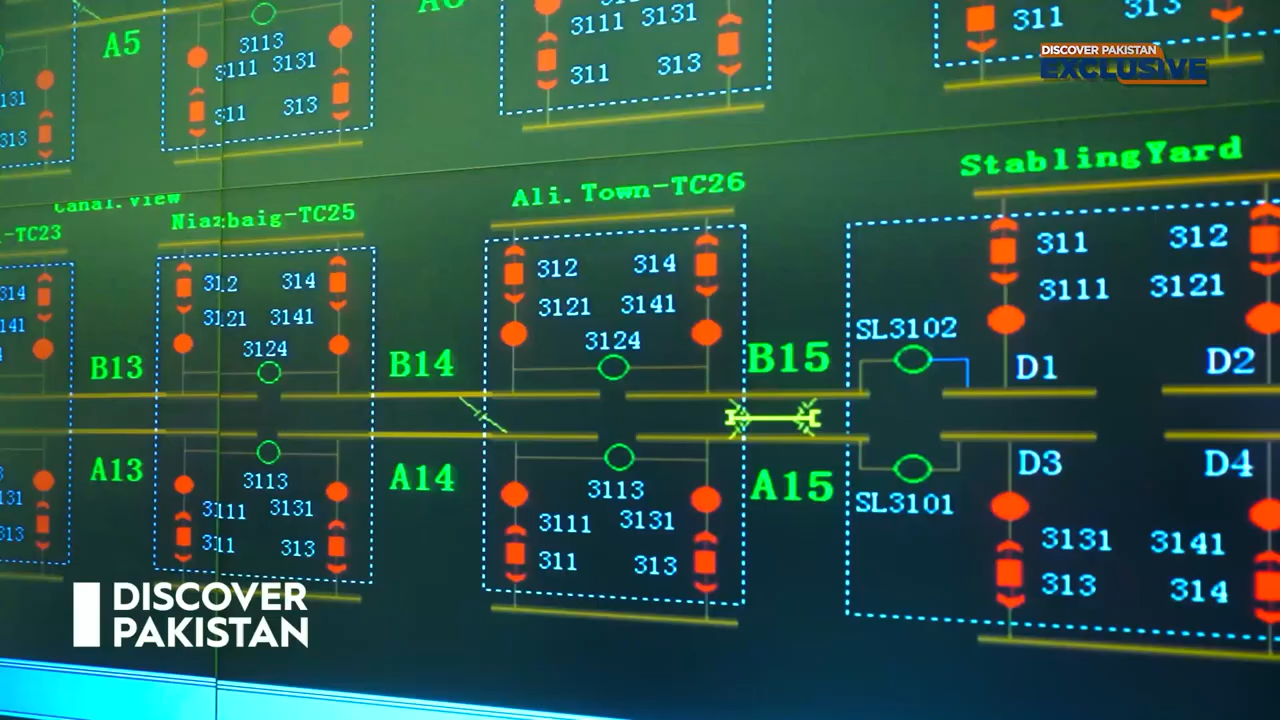 A5
3113
3111 3131
311 313
131
313
3111 3131
311 313
311 313
DISCOVER PAKISTAN
EXCLUSIVE
Canal.View
-TC23
Niazbaig-TC25
Ali.Town-TC26
StablingYard
314
141
312 314
3121 3141
3124
312 314
3121 3141
3124
311 312
3111 3121
B13
B14
B15
SL3102
D1
D2
A13
A14
A15
SL3101
D3
D4
131
313
3113
3111 3131
311 313
3113
3111 3131
311 313
3131 3141
313 314
DISCOVER
PAKISTAN